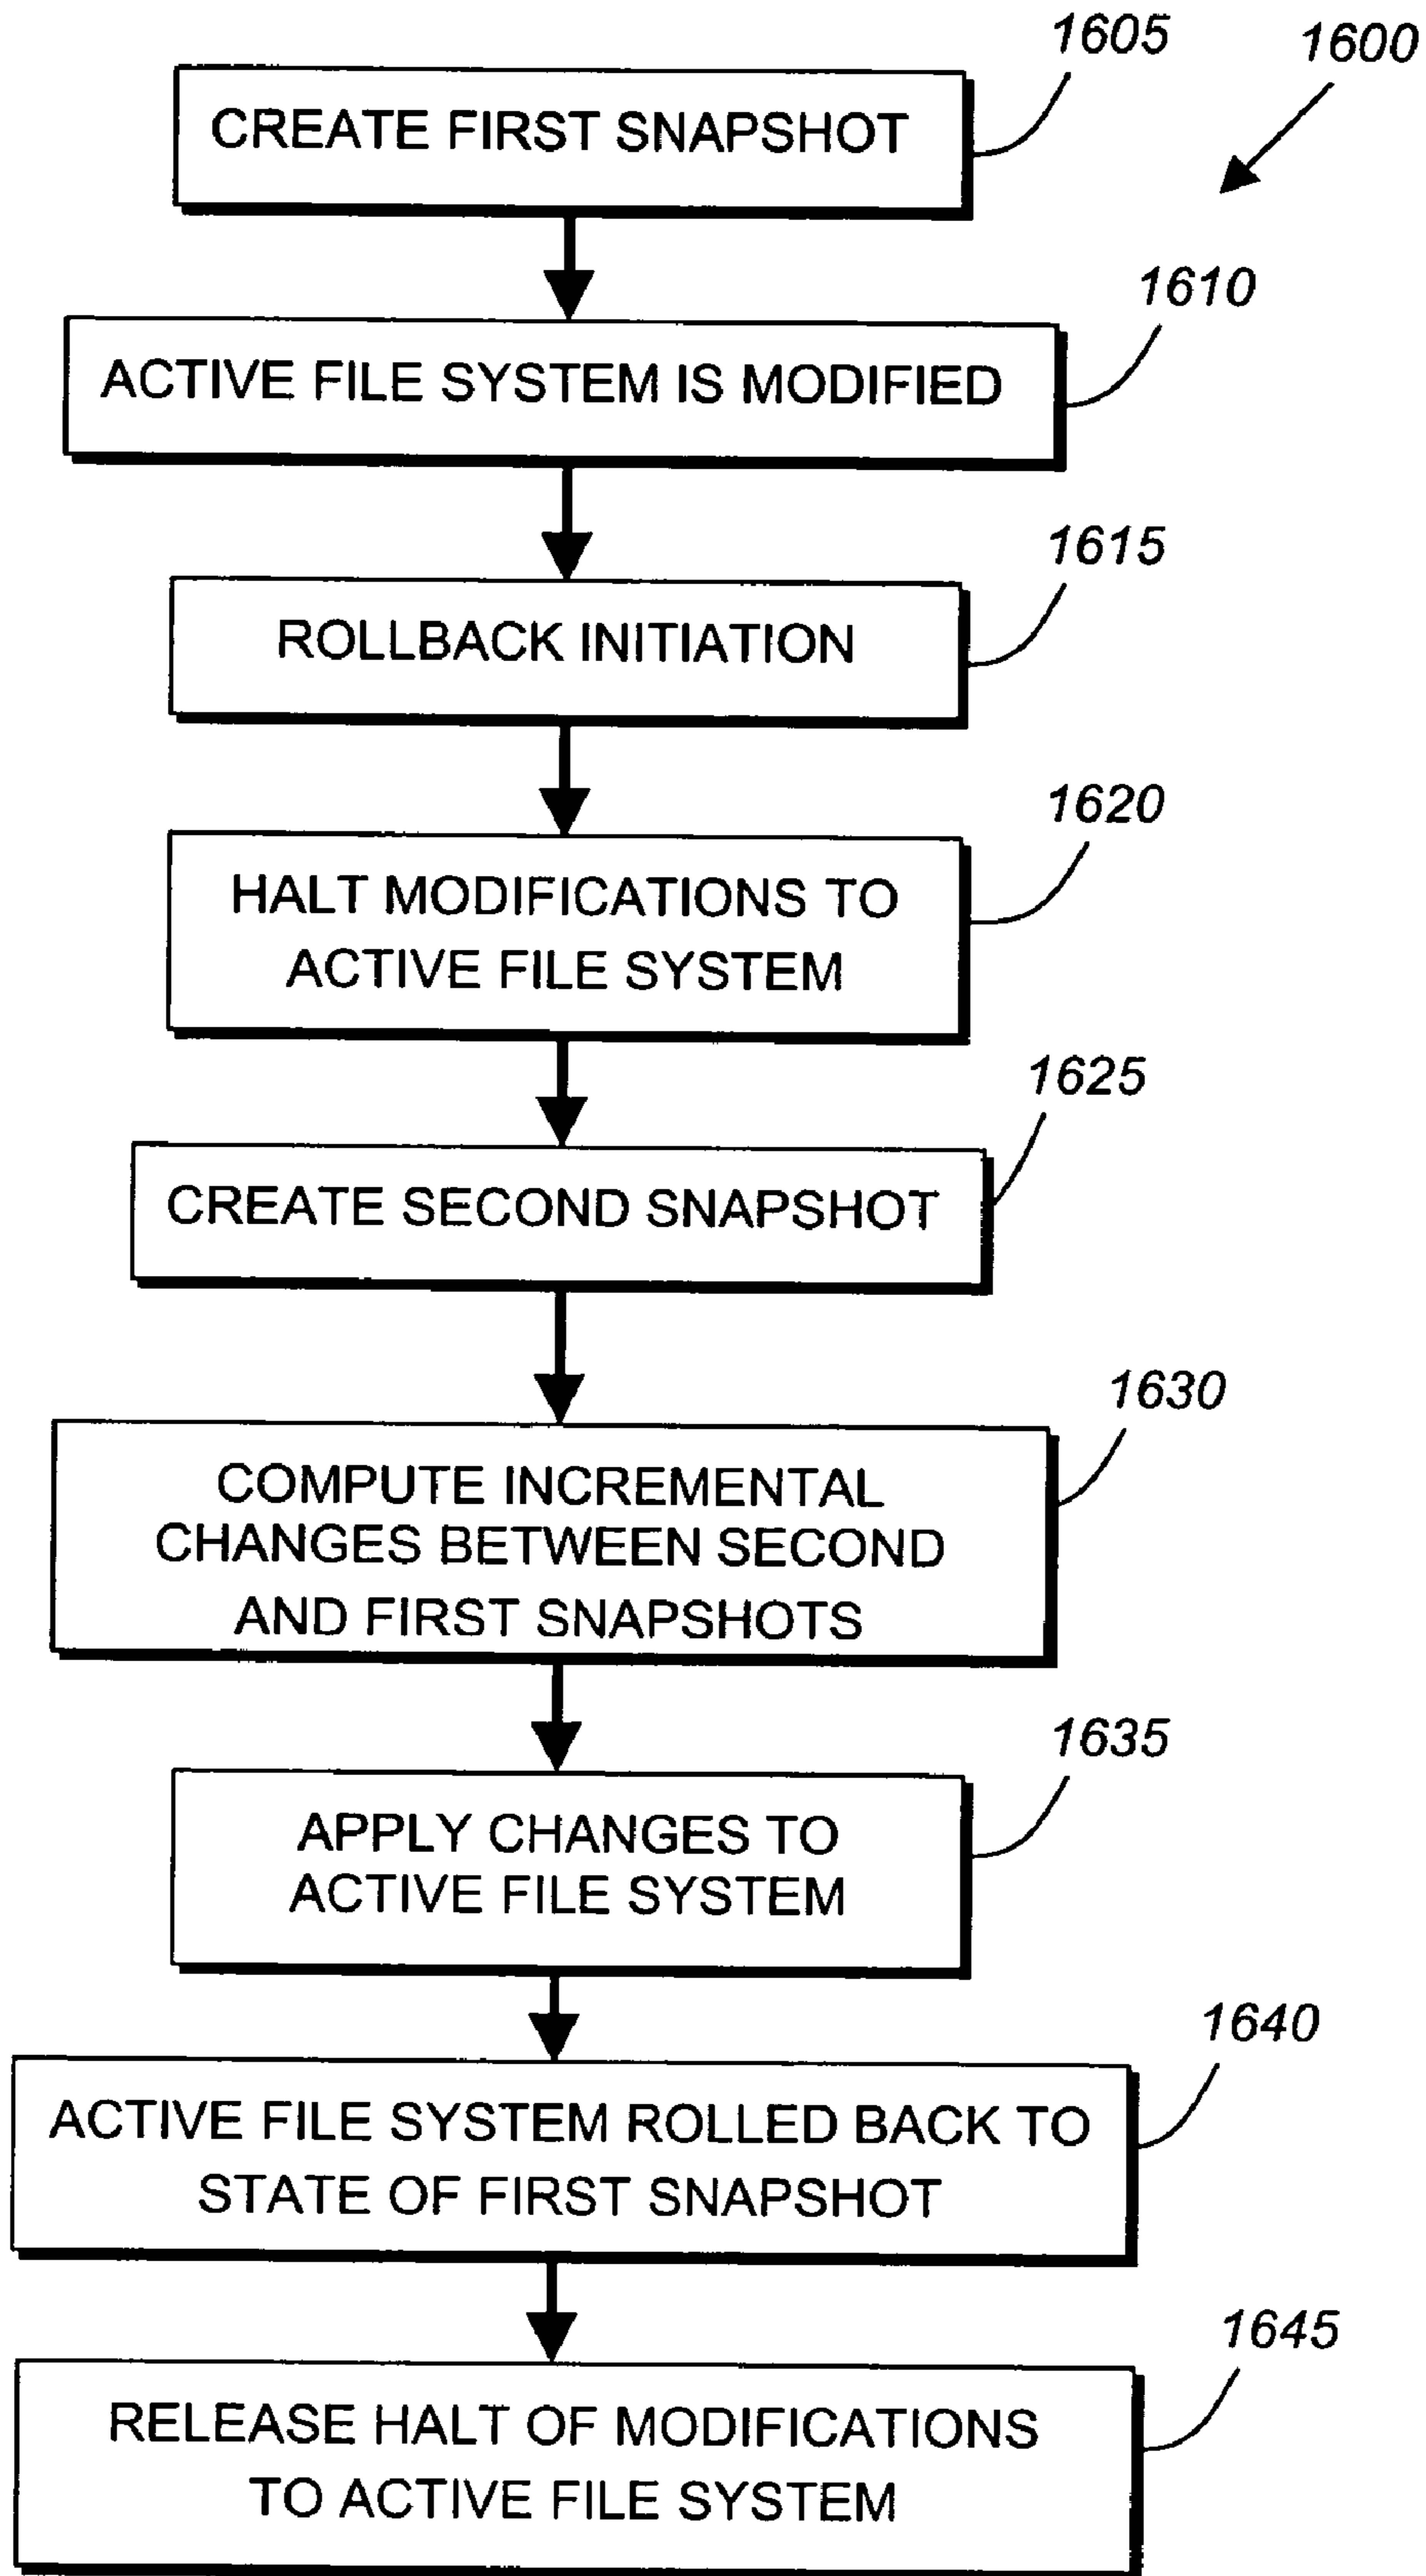 1605
1600
CREATE FIRST SNAPSHOT
1610
ACTIVE FILE SYSTEM IS MODIFIED
1615
ROLLBACK INITIATION
1620
HALT MODIFICATIONS TO
ACTIVE FILE SYSTEM
1625
CREATE SECOND SNAPSHOT
1630
COMPUTE INCREMENTAL
CHANGES BETWEEN SECOND
AND FIRST SNAPSHOTS
1635
APPLY CHANGES TO
ACTIVE FILE SYSTEM
1640
ACTIVE FILE SYSTEM ROLLED BACK TO
STATE OF FIRST SNAPSHOT
1645
RELEASE HALT OF MODIFICATIONS
TO ACTIVE FILE SYSTEM